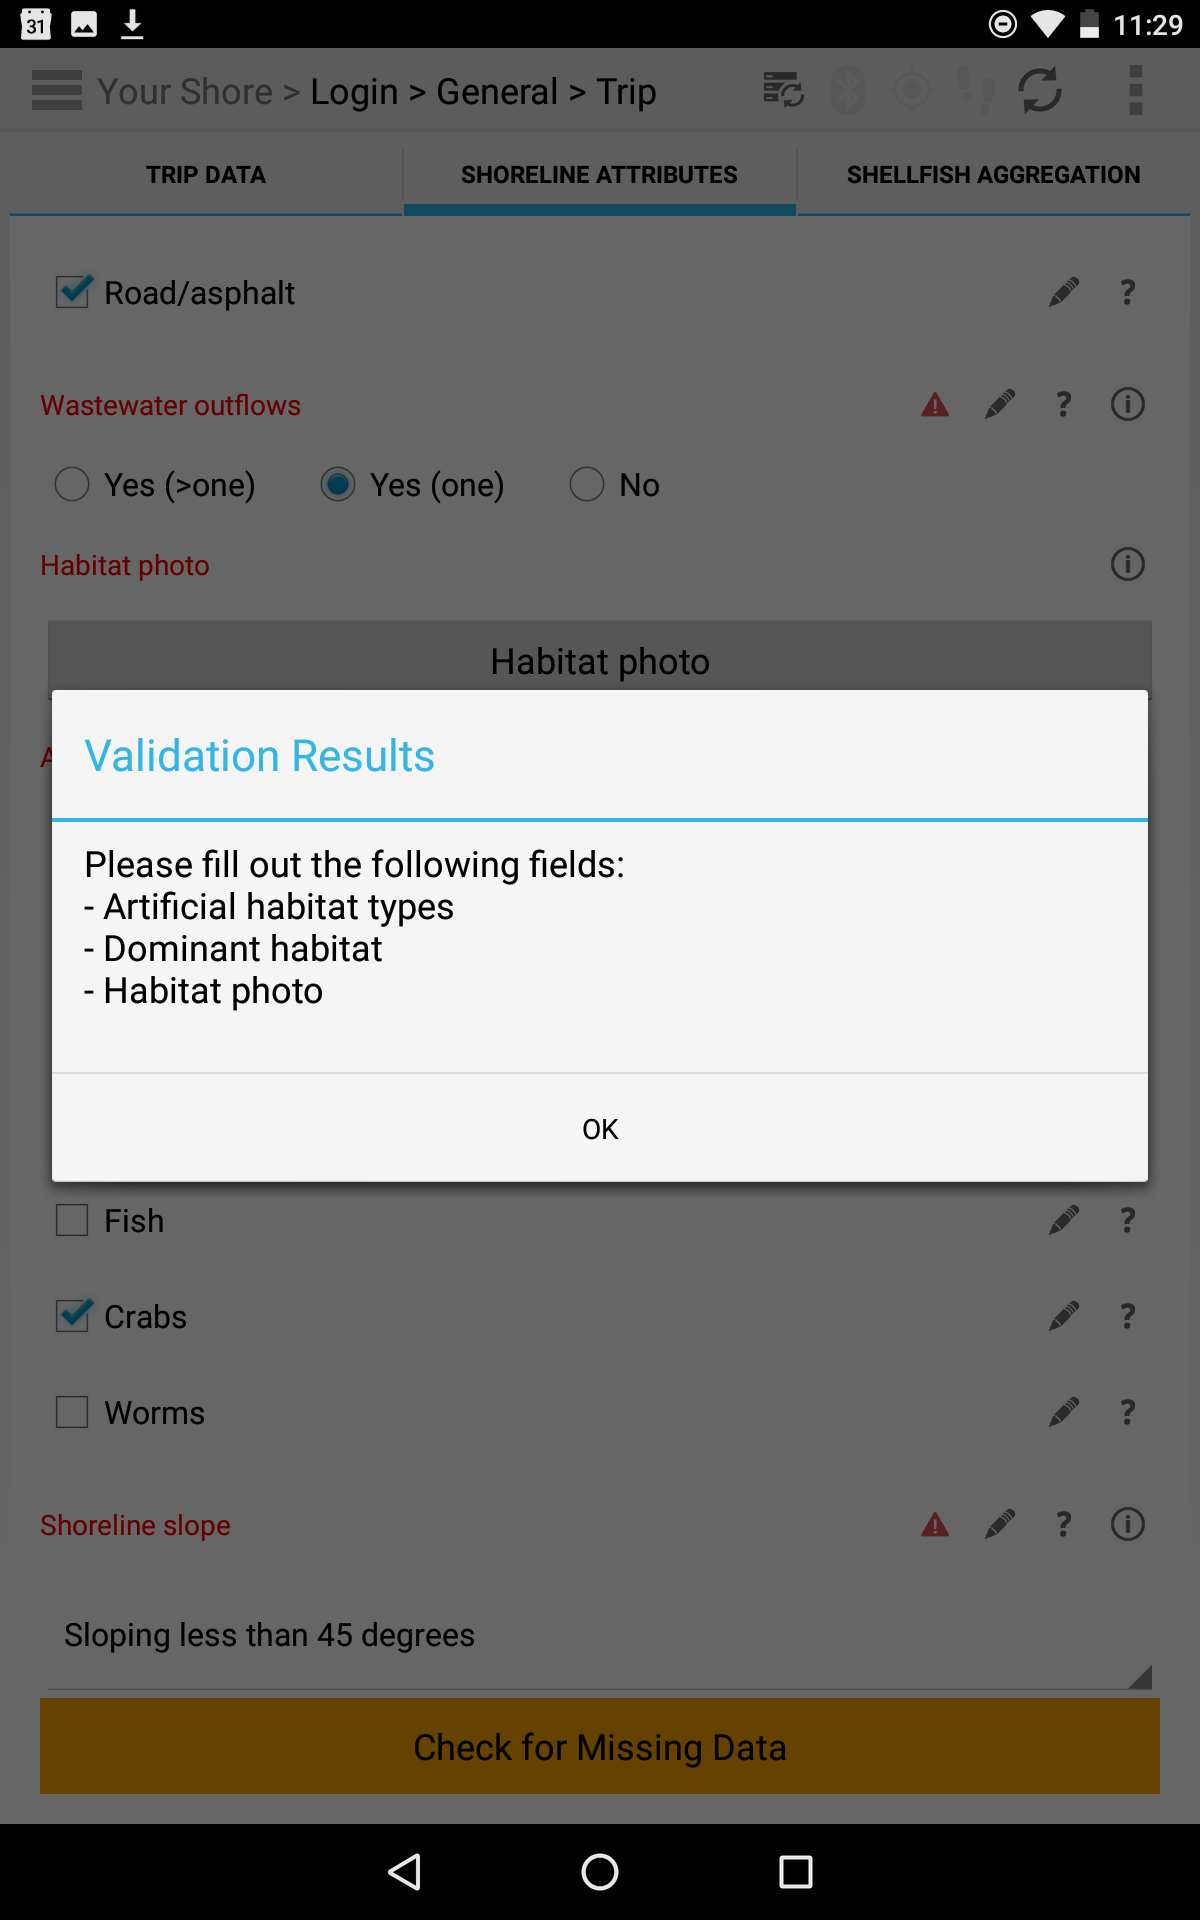 31 11:29
Your Shore > Login > General > Trip
TRIP DATA SHORELINE ATTRIBUTES SHELLFISH AGGREGATION
Road/asphalt ?
Wastewater outflows ?
Yes (>one) Yes (one) No
Habitat photo
Habitat photo
A
Validation Results
Please fill out the following fields:
- Artificial habitat types
- Dominant habitat
- Habitat photo
OK
Fish ?
Crabs ?
Worms ?
Shoreline slope ?
Sloping less than 45 degrees
Check for Missing Data